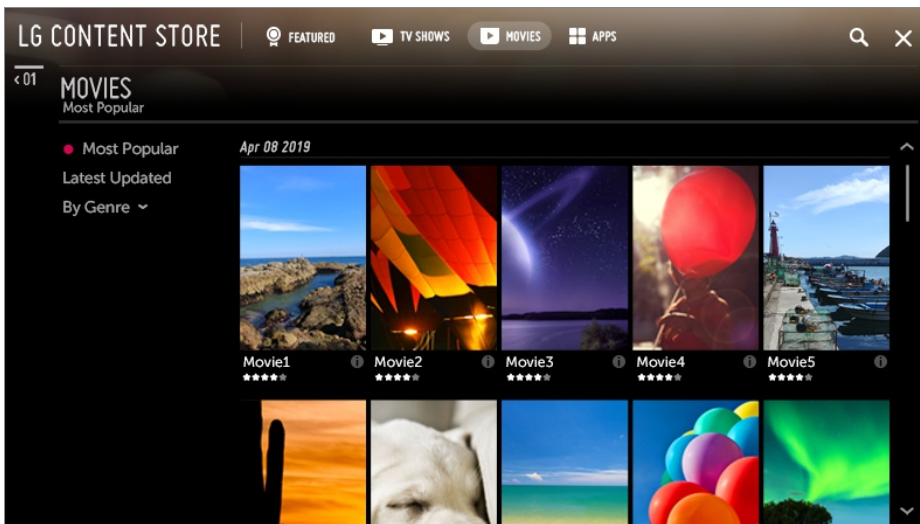 LG CONTENT STORE
FEATURED
TV SHOWS
MOVIES
APPS
<01
MOVIES
Most Popular
Most Popular
Latest Updated
By Genre
Apr 08 2019
Movie1
Movie2
Movie3
Movie4
Movie5